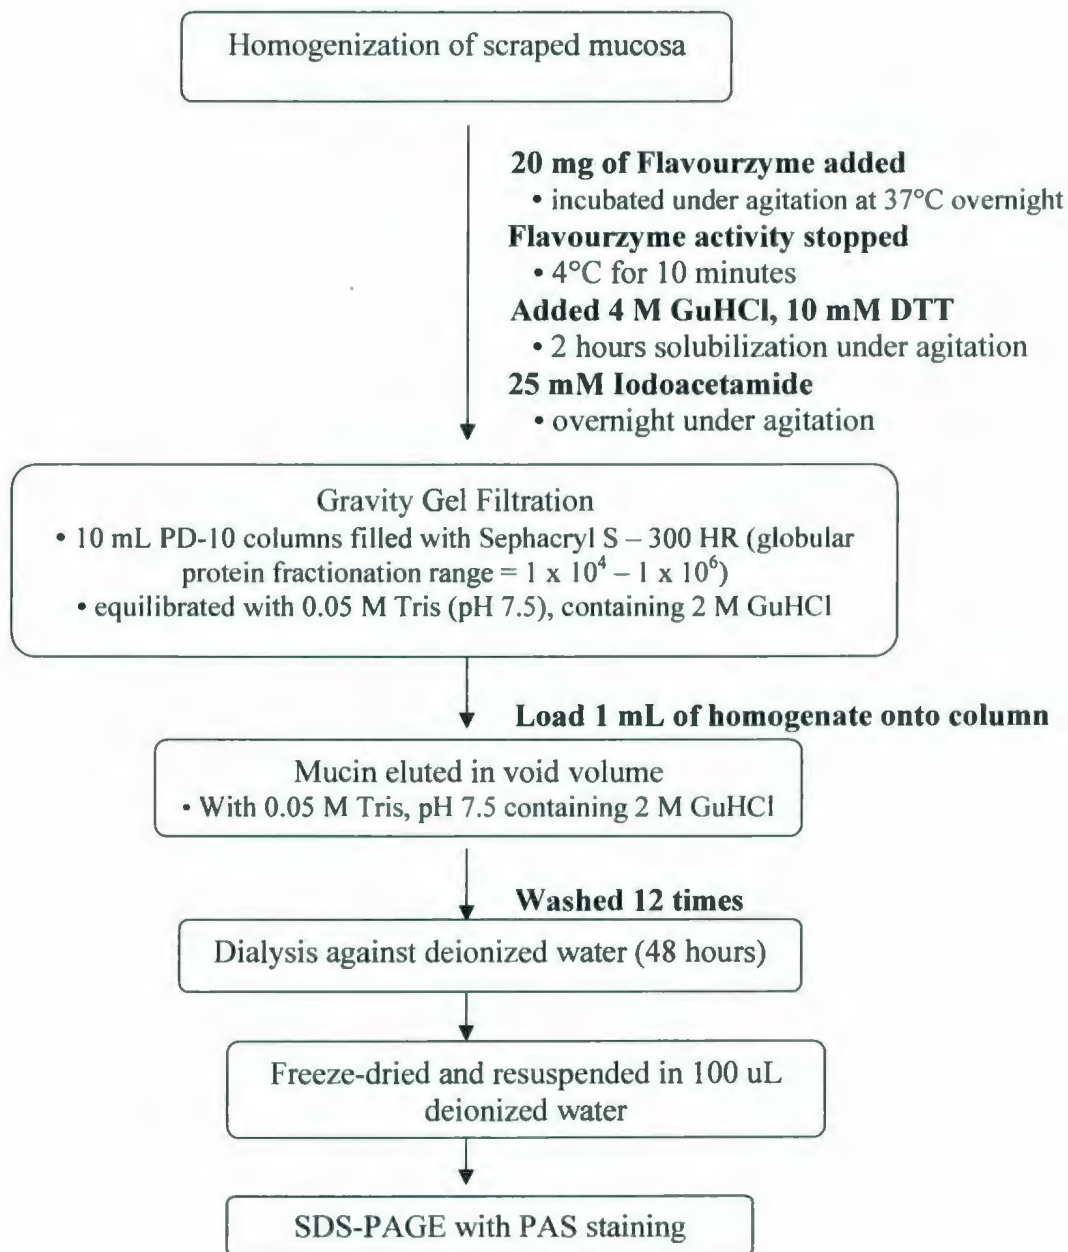 Homogenization of scraped mucosa
20 mg of Flavourzyme added
• incubated under agitation at 37°C overnight
Flavourzyme activity stopped
• 4°C for 10 minutes
Added 4 M GuHCl, 10 mM DTT
• 2 hours solubilization under agitation
25 mM Iodoacetamide
• overnight under agitation
Gravity Gel Filtration
• 10 mL PD-10 columns filled with Sephacryl S – 300 HR (globular
protein fractionation range = 1 x 10⁴ – 1 x 10⁶)
• equilibrated with 0.05 M Tris (pH 7.5), containing 2 M GuHCl
Load 1 mL of homogenate onto column
Mucin eluted in void volume
• With 0.05 M Tris, pH 7.5 containing 2 M GuHCl
Washed 12 times
Dialysis against deionized water (48 hours)
Freeze-dried and resuspended in 100 uL
deionized water
SDS-PAGE with PAS staining